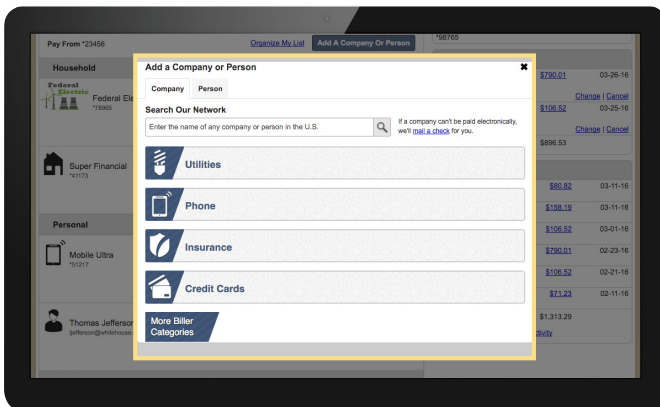 *98765
Pay From *23456
Organize My List
Add A Company Or Person
Household
Federal
Electric
Federal Ele
*78965
Super Financial
*41173
Personal
Mobile Ultra
*51217
Thomas Jefferson
tjefferson@whitehouse.
Add a Company or Person
✖
Company
Person
Search Our Network
Enter the name of any company or person in the U.S.
If a company can't be paid electronically,
we'll mail a check for you.
Utilities
Phone
Insurance
Credit Cards
More Biller
Categories
$790.01 03-26-16
Change | Cancel
$106.52 03-25-16
Change | Cancel
$896.53
$80.82 03-11-16
$158.19 03-11-16
$106.52 03-01-16
$790.01 02-23-16
$106.52 02-21-16
$71.23 02-11-16
$1,313.29
ctivity